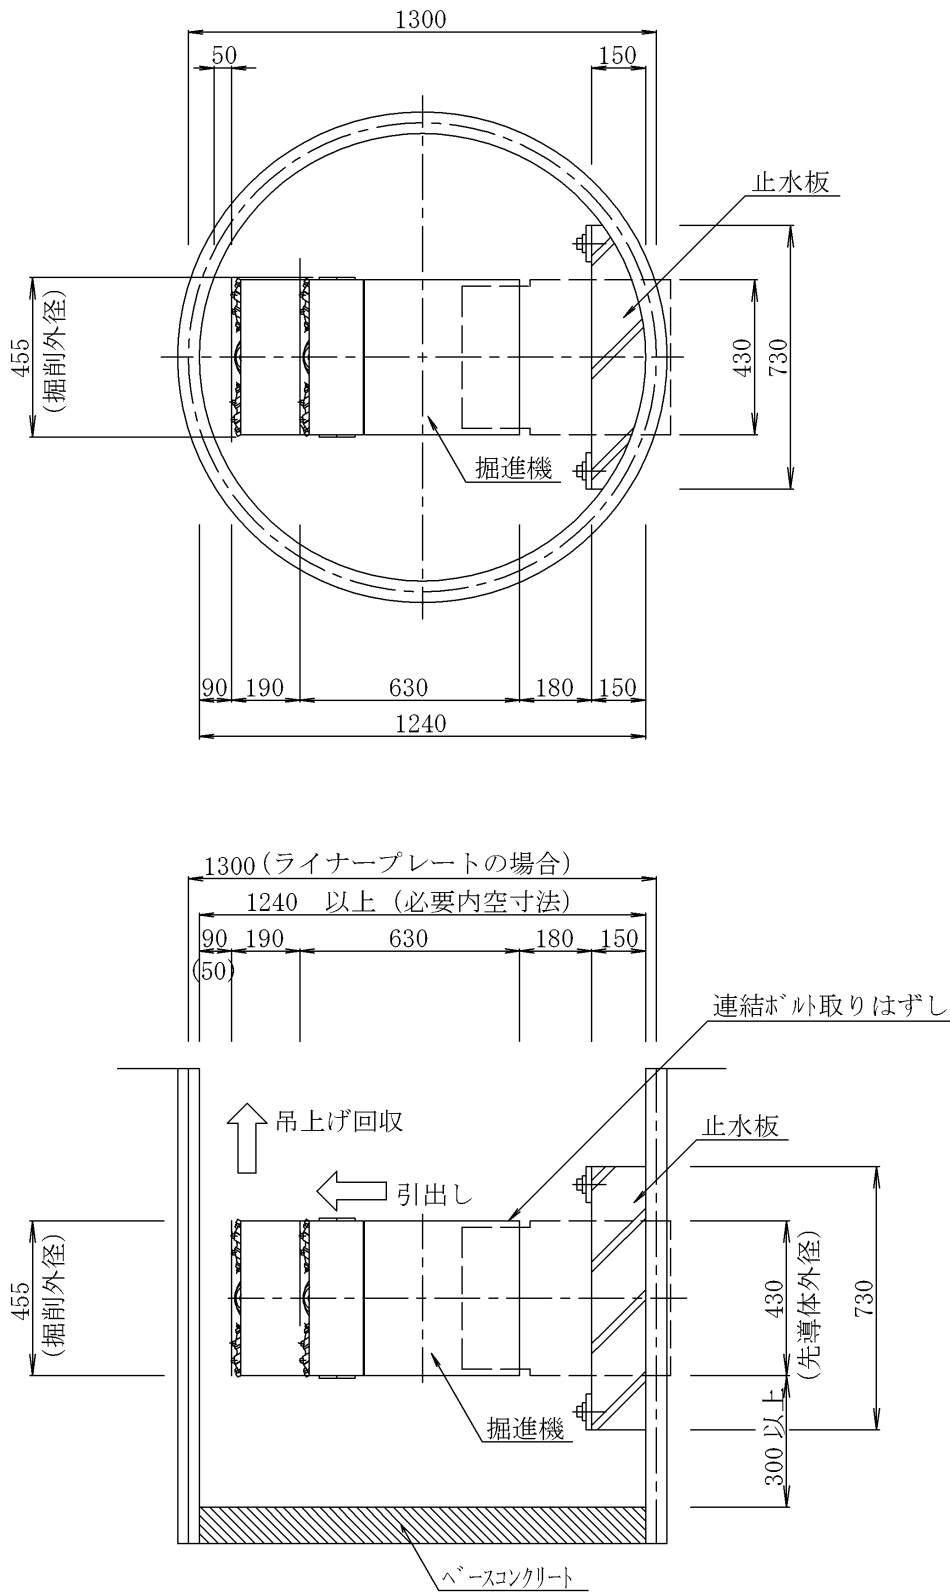 1300
50
150
止水板
455
(掘削外径)
430
730
掘進機
90
190
630
180
150
1240
1300(ライナープレートの場合)
1240 以上 (必要内空寸法)
90
190
630
180
150
(50)
連結ﾎﾞﾙﾄ取りはずし
吊上げ回収
止水板
引出し
455
(掘削外径)
430
(先導体外径)
730
掘進機
300以上
ﾍﾞｰｽｺﾝｸﾘｰﾄ